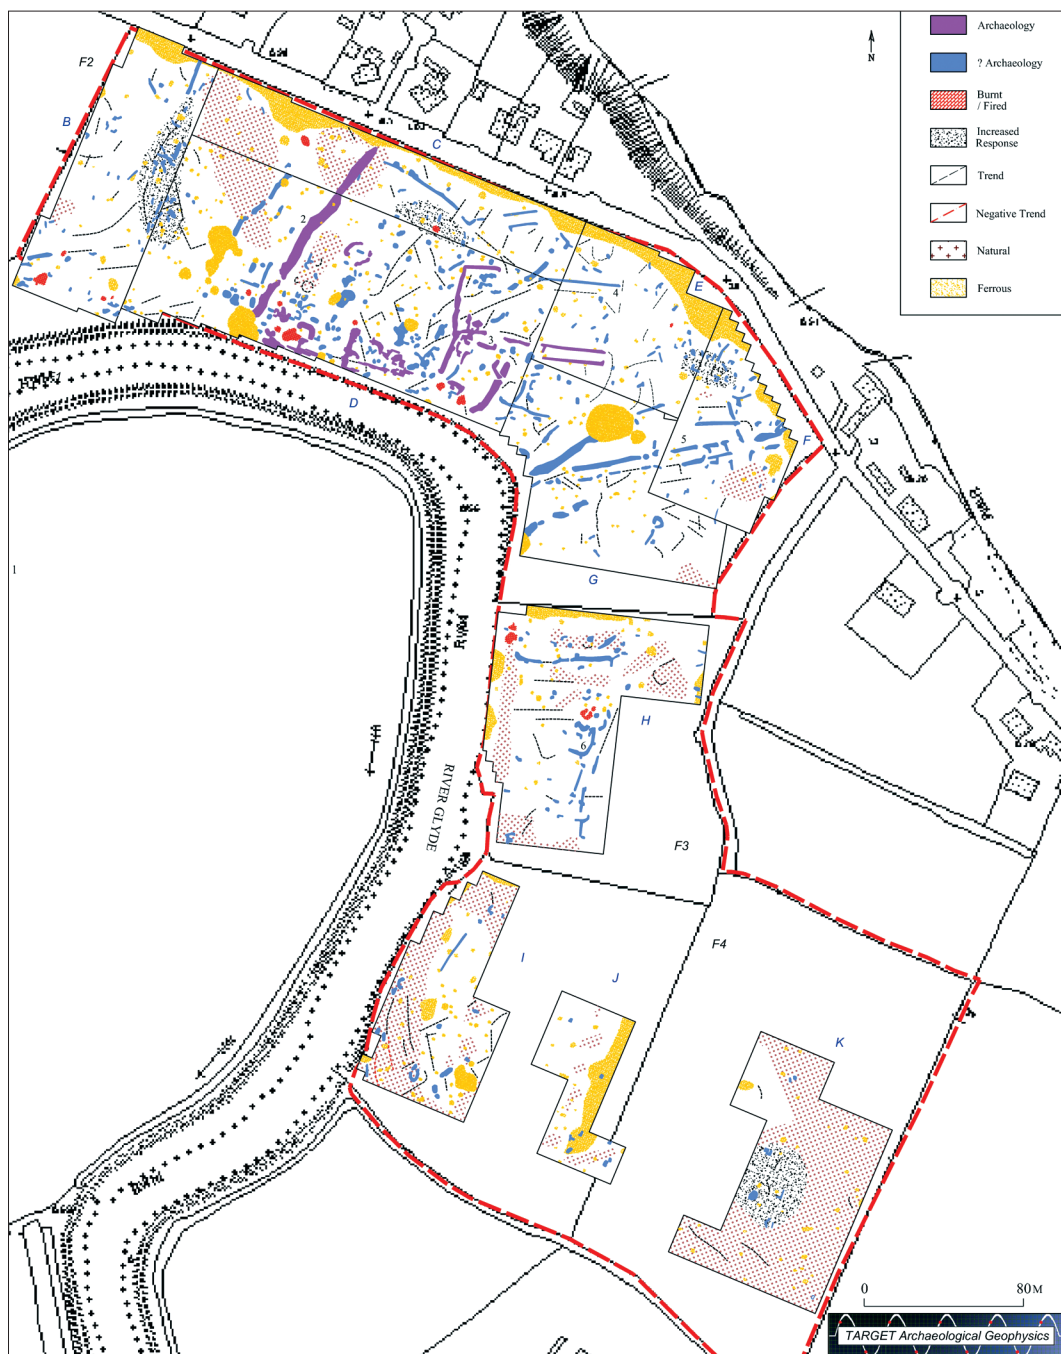 Archaeology
? Archaeology
Burnt
/ Fired
Increased
Response
Trend
Negative Trend
Natural
Ferrous
N
F2
B
C
2
E
4
3
D
5
F
1
G
H
6
RIVER GLYDE
F3
F4
I
J
K
0
80M
TARGET Archaeological Geophysics